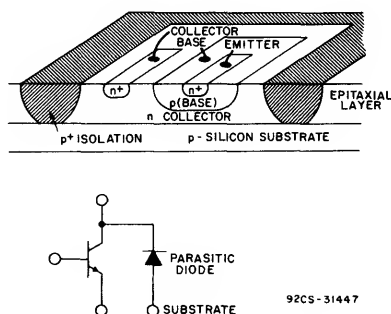 COLLECTOR
BASE
EMITTER
n+
n+
p(BASE)
n COLLECTOR
EPITAXIAL
LAYER
p+ ISOLATION
p- SILICON SUBSTRATE
PARASITIC
DIODE
SUBSTRATE
92CS-31447